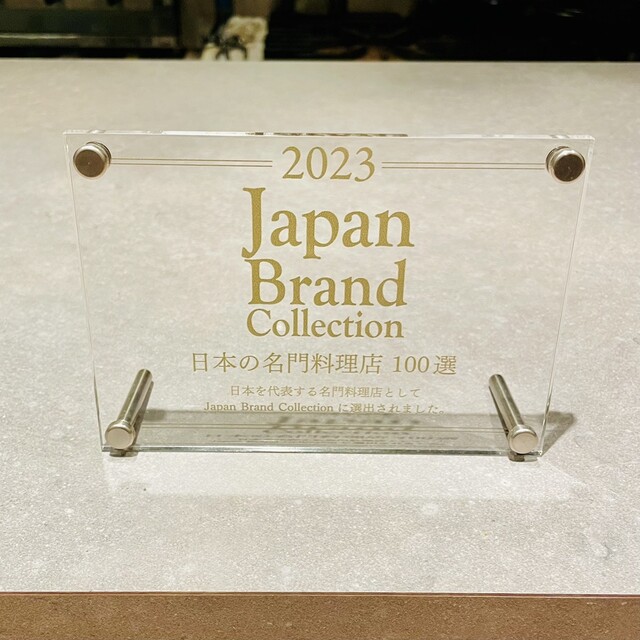 2023
Japan
Brand
Collection
日本の名門料理店 100選
日本を代表する名門料理店として
Japan Brand Collection に選出されました。